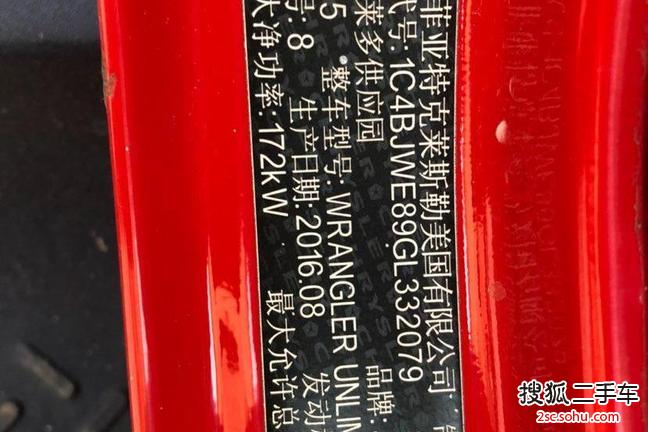 菲亚特克莱斯勒美国有限公司
代号: 1C4BJWE89GL332079 品牌:
莱多供应园
5 整车型号: WRANGLER UNLIM
号: 8 生产日期: 2016.08 发动
大净功率: 172kW 最大允许总
搜狐二手车
2sc.sohu.com